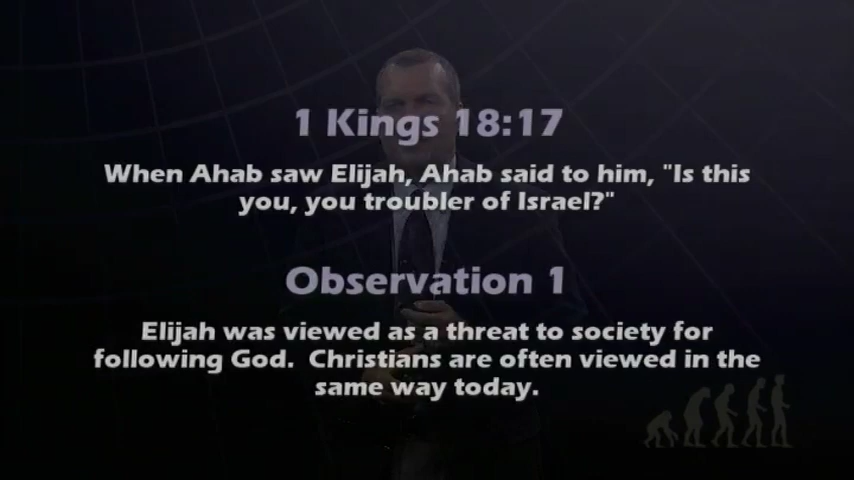 1 Kings 18:17
When Ahab saw Elijah, Ahab said to him, "Is this
you, you troubler of Israel?"
Observation 1
Elijah was viewed as a threat to society for
following God.  Christians are often viewed in the
same way today.